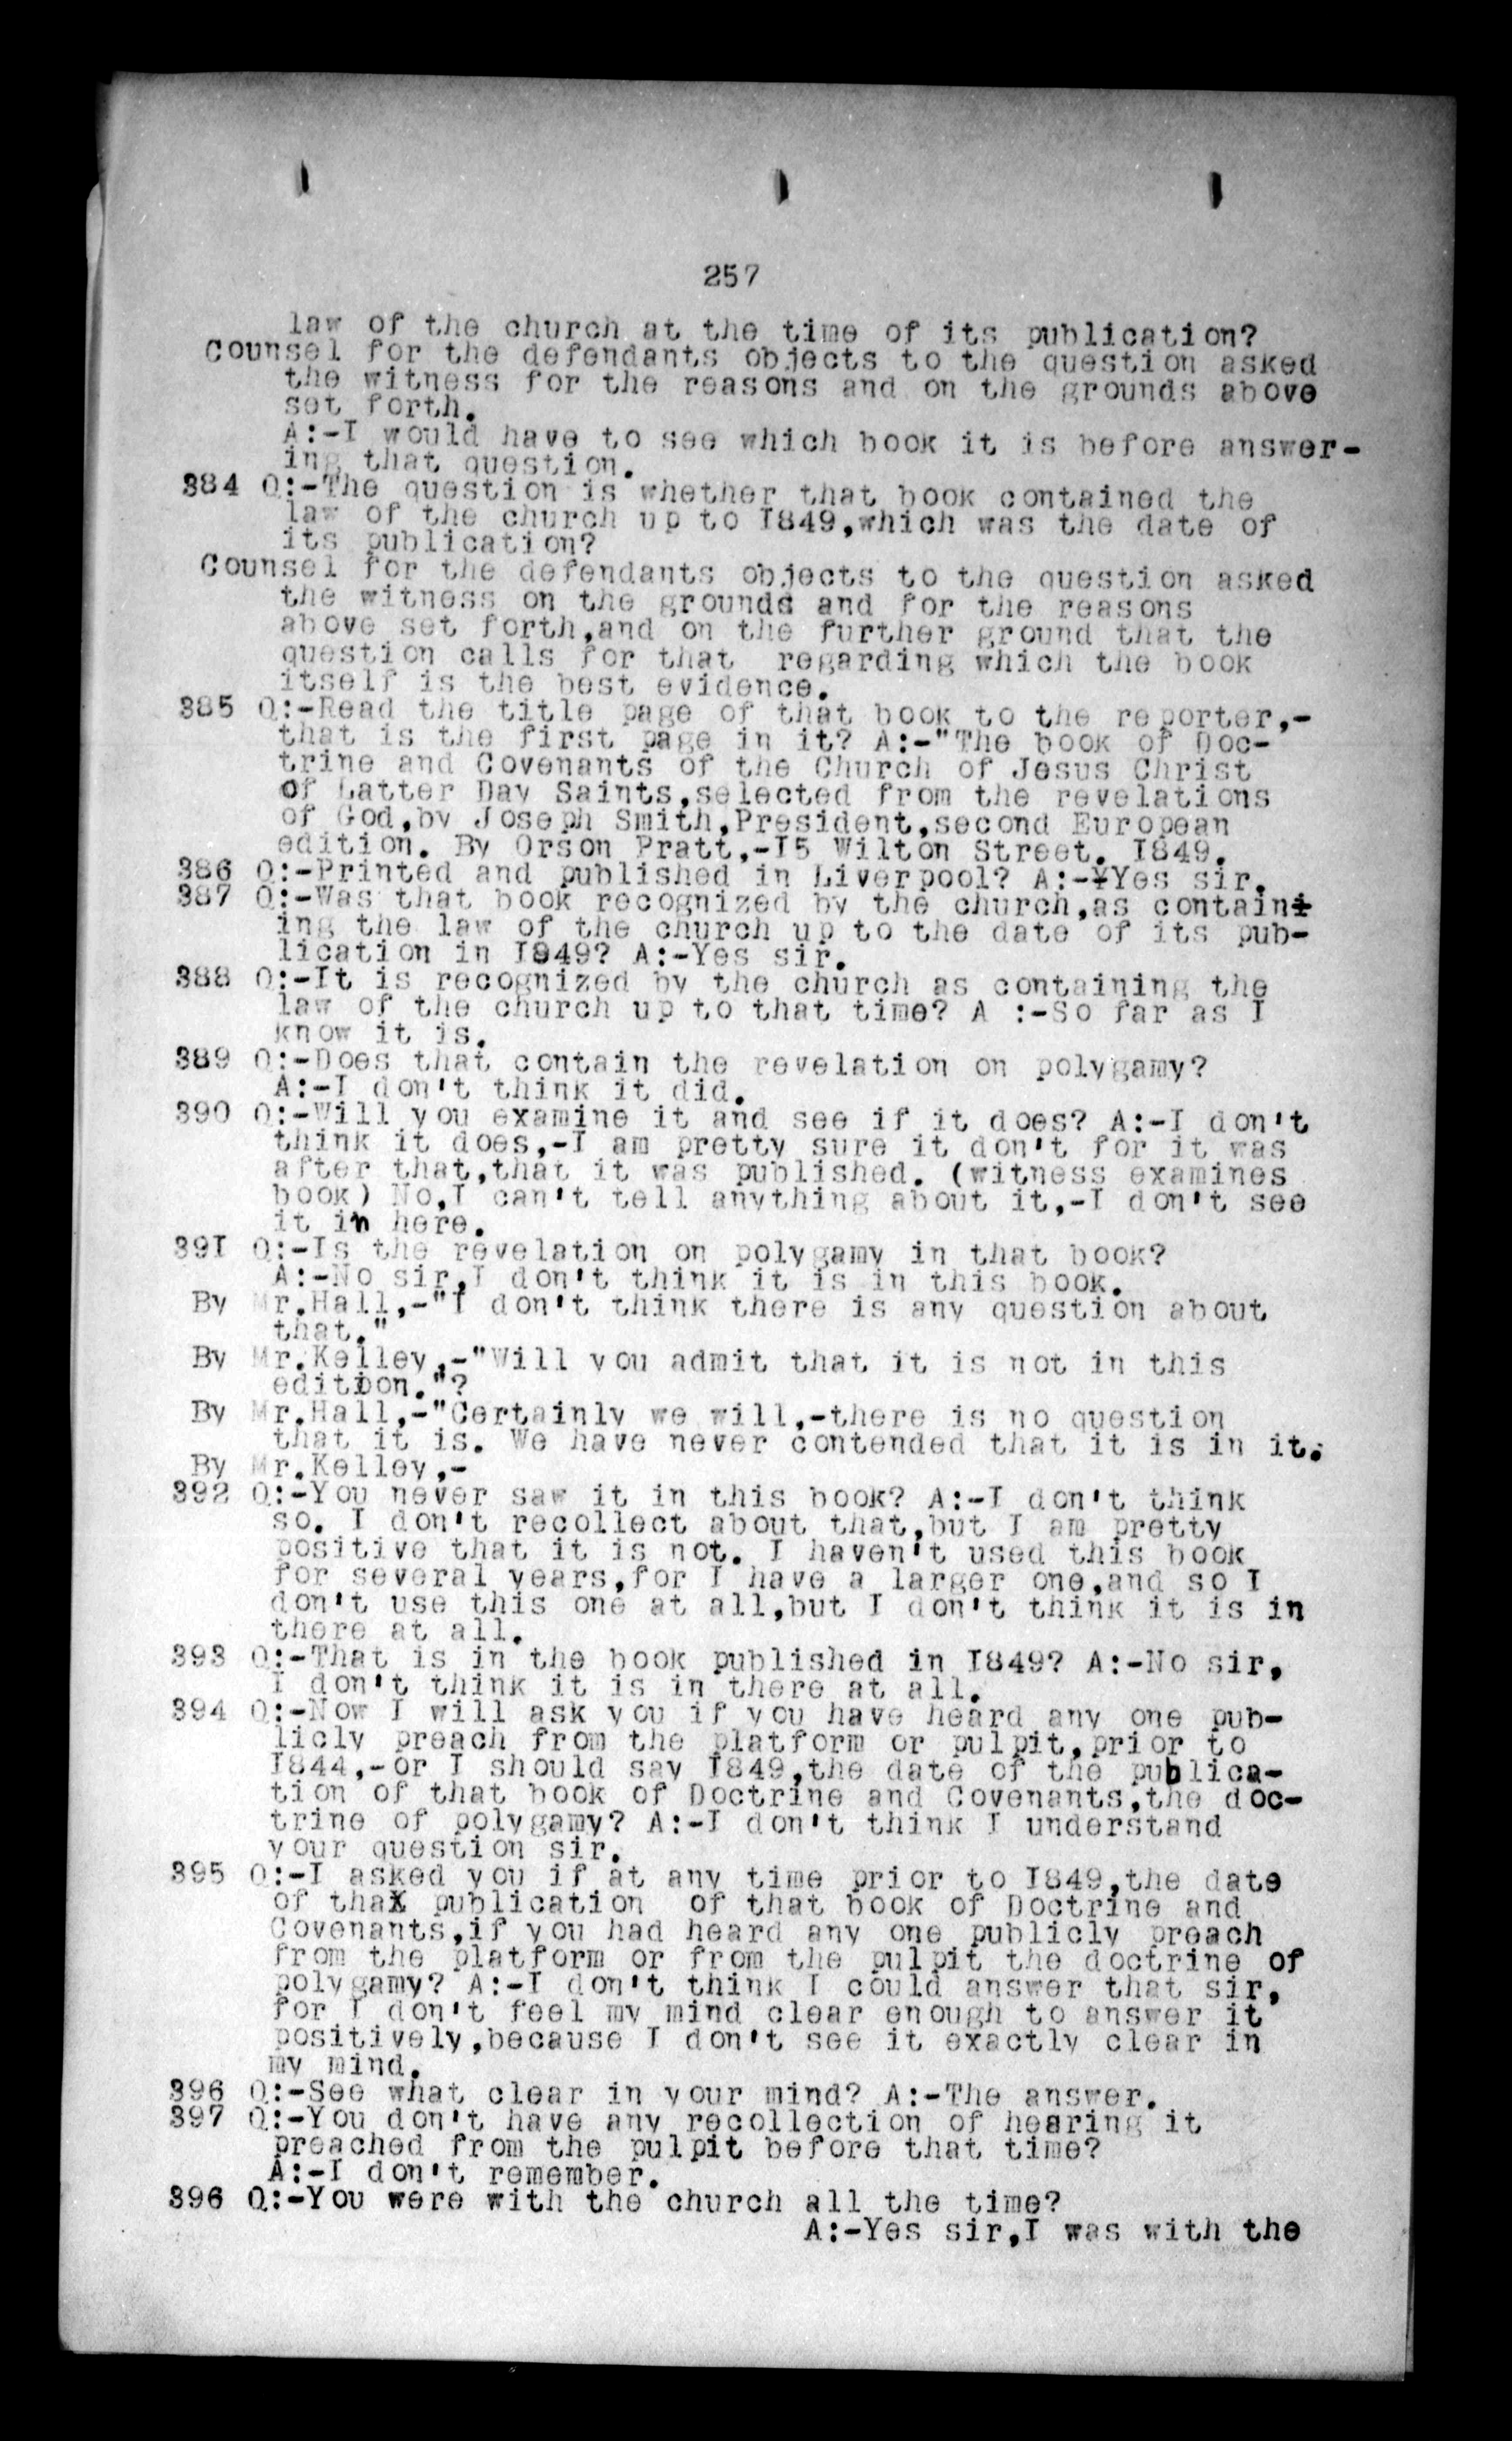 257
law of the church at the time of its publication?
Counsel for the defendants objects to the question asked
the witness for the reasons and on the grounds above
set forth.
A:-I would have to see which book it is before answer-
ing that question.
384 Q:-The question is whether that book contained the
law of the church up to I849,which was the date of
its publication?
Counsel for the defendants objects to the question asked
the witness on the grounds and for the reasons
above set forth,and on the further ground that the
question calls for that regarding which the book
itself is the best evidence.
385 Q:-Read the title page of that book to the reporter,-
that is the first page in it? A:-"The book of Doc-
trine and Covenants of the Church of Jesus Christ
of Latter Day Saints,selected from the revelations
of God,by Joseph Smith,President,second European
edition. By Orson Pratt,-I5 Wilton Street. I849.
386 Q:-Printed and published in Liverpool? A:-¥Yes sir.
387 Q:-Was that book recognized by the church,as contain
ing the law of the church up to the date of its pub-
lication in I849? A:-Yes sir.
388 Q:-It is recognized by the church as containing the
law of the church up to that time? A :-So far as I
know it is.
389 Q:-Does that contain the revelation on polygamy?
A:-I don't think it did.
390 Q:-Will you examine it and see if it does? A:-I don't
think it does,-I am pretty sure it don't for it was
after that,that it was published. (witness examines
book) No,I can't tell anything about it,-I don't see
it in here.
39I Q:-Is the revelation on polygamy in that book?
A:-No sir,I don't think it is in this book.
By Mr.Hall,-"I don't think there is any question about
that."
By Mr.Kelley,-"Will you admit that it is not in this
edition."?
By Mr.Hall,-"Certainly we will,-there is no question
that it is. We have never contended that it is in it.
By Mr.Kelley,-
392 Q:-You never saw it in this book? A:-I don't think
so. I don't recollect about that,but I am pretty
positive that it is not. I haven't used this book
for several years,for I have a larger one,and so I
don't use this one at all,but I don't think it is in
there at all.
393 Q:-That is in the book published in I849? A:-No sir,
I don't think it is in there at all.
394 Q:-Now I will ask you if you have heard any one pub-
licly preach from the platform or pulpit,prior to
I844,-or I should say I849,the date of the publica-
tion of that book of Doctrine and Covenants,the doc-
trine of polygamy? A:-I don't think I understand
your question sir.
395 Q:-I asked you if at any time prior to I849,the date
of thaX publication of that book of Doctrine and
Covenants,if you had heard any one publicly preach
from the platform or from the pulpit the doctrine of
polygamy? A:-I don't think I could answer that sir,
for I don't feel my mind clear enough to answer it
positively,because I don't see it exactly clear in
my mind.
396 Q:-See what clear in your mind? A:-The answer.
397 Q:-You don't have any recollection of hearing it
preached from the pulpit before that time?
A:-I don't remember.
396 Q:-You were with the church all the time?
A:-Yes sir,I was with the